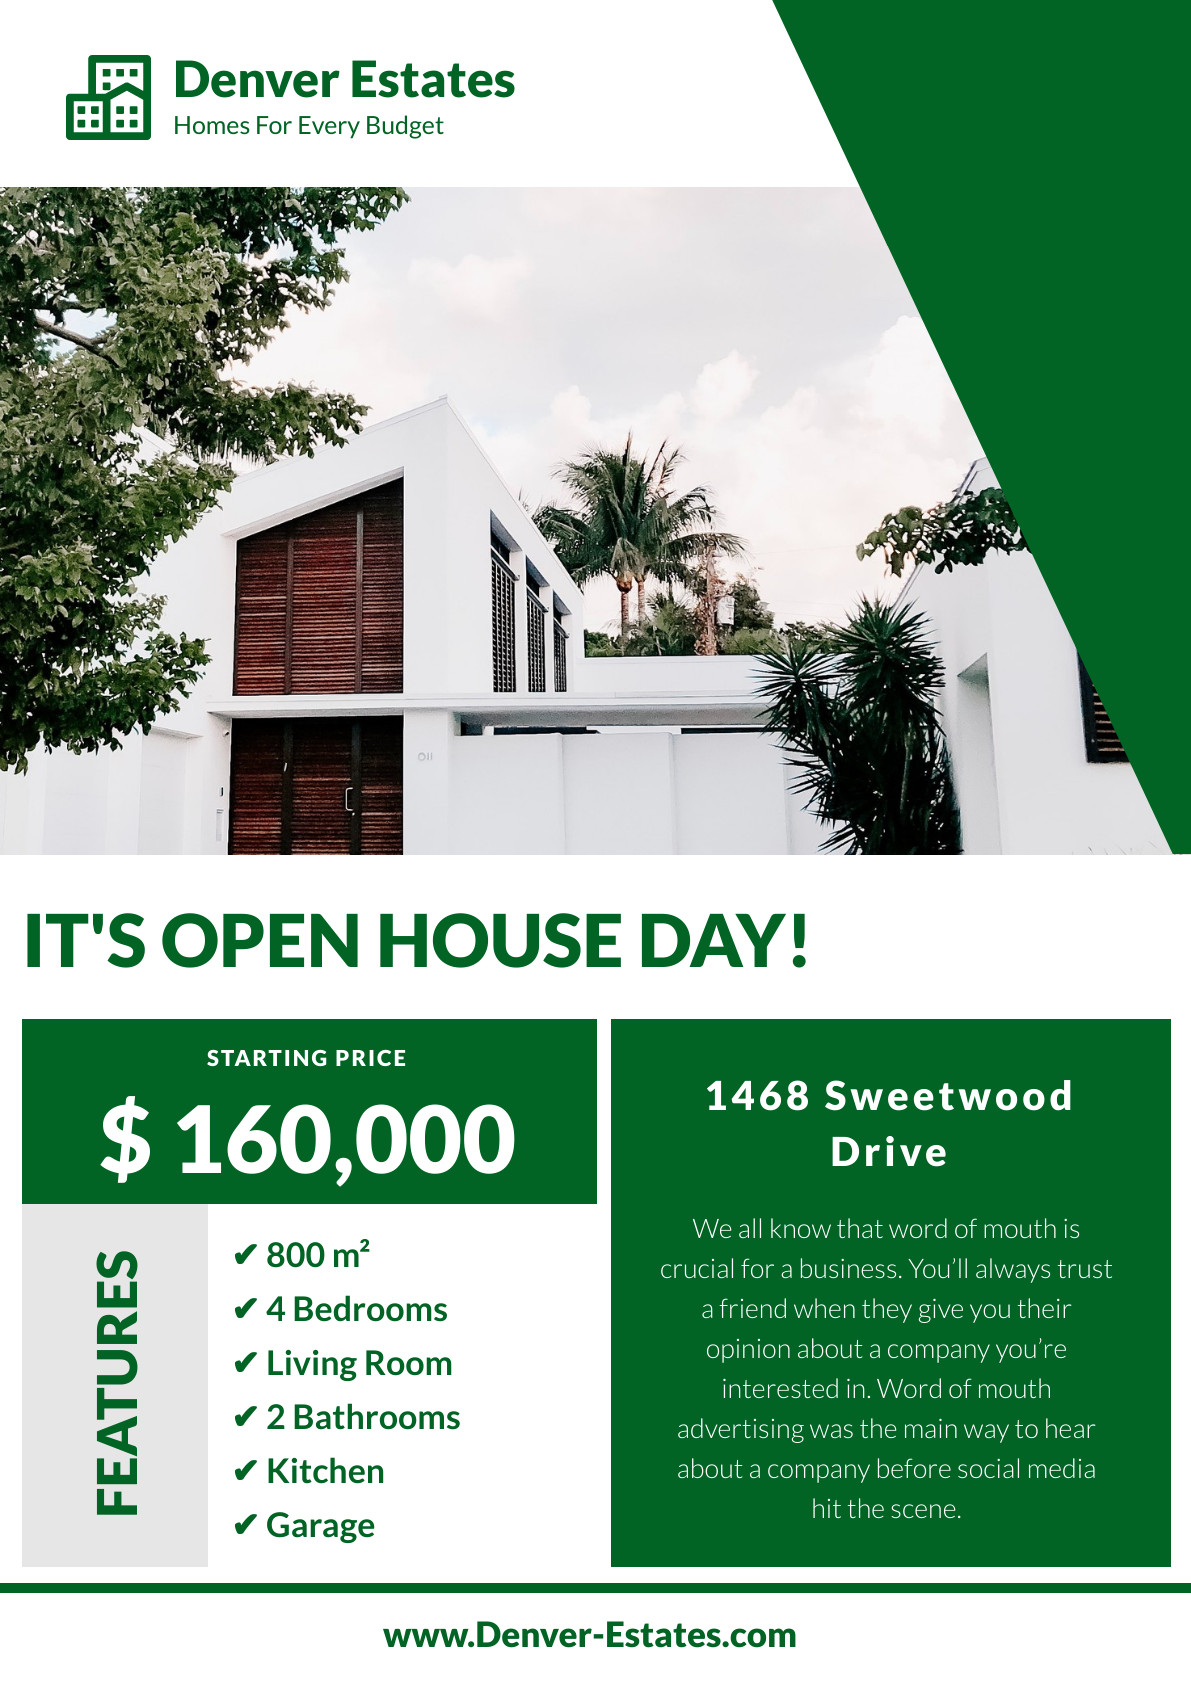 Denver Estates
Homes For Every Budget
011
IT'S OPEN HOUSE DAY!
STARTING PRICE
$ 160,000
FEATURES
✔ 800 m²
✔ 4 Bedrooms
✔ Living Room
✔ 2 Bathrooms
✔ Kitchen
✔ Garage
1468 Sweetwood
Drive
We all know that word of mouth is
crucial for a business. You’ll always trust
a friend when they give you their
opinion about a company you’re
interested in. Word of mouth
advertising was the main way to hear
about a company before social media
hit the scene.
www.Denver-Estates.com